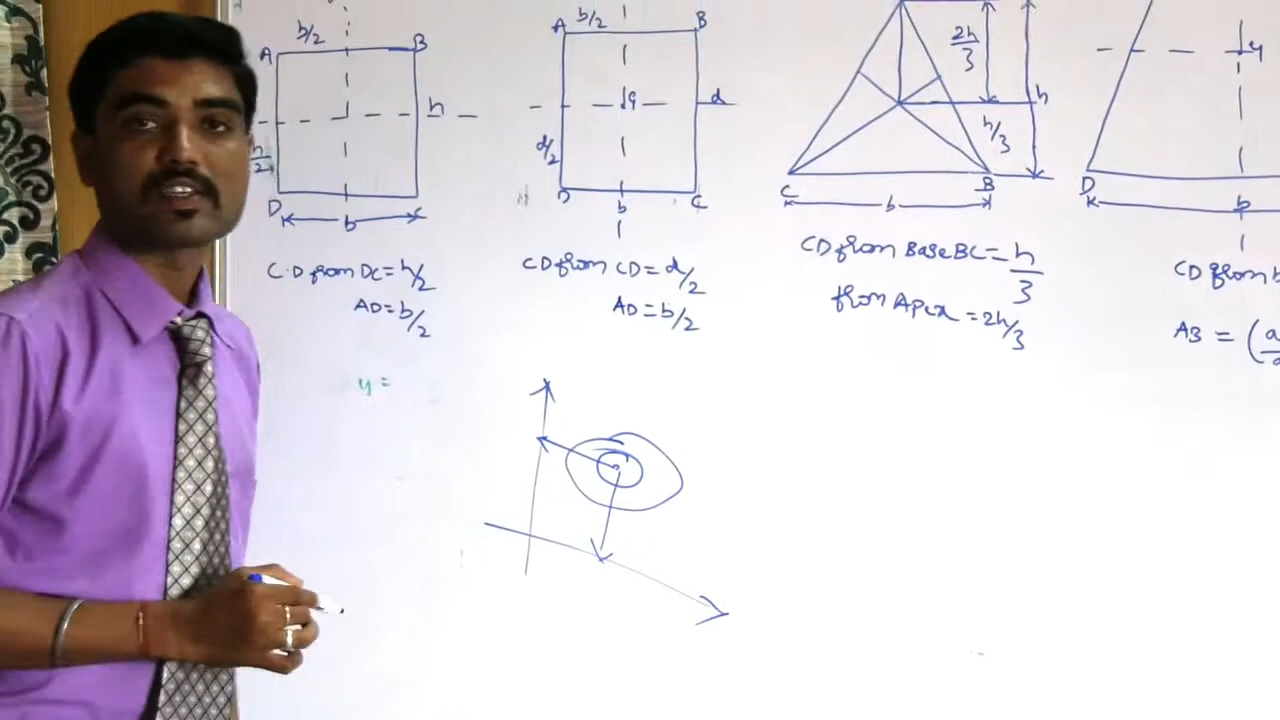 b/2
A B
h
h/2
D
b
C.D from DC = h/2
AD = b/2
b/2
A B
G
d
d/2
D C
b
CD from CD = d/2
AD = b/2
2h/3
h
h/3
C B
b
CD from Base BC = h/3
from Apex = 2h/3
G
D
b
CD from
AB = (a
y =